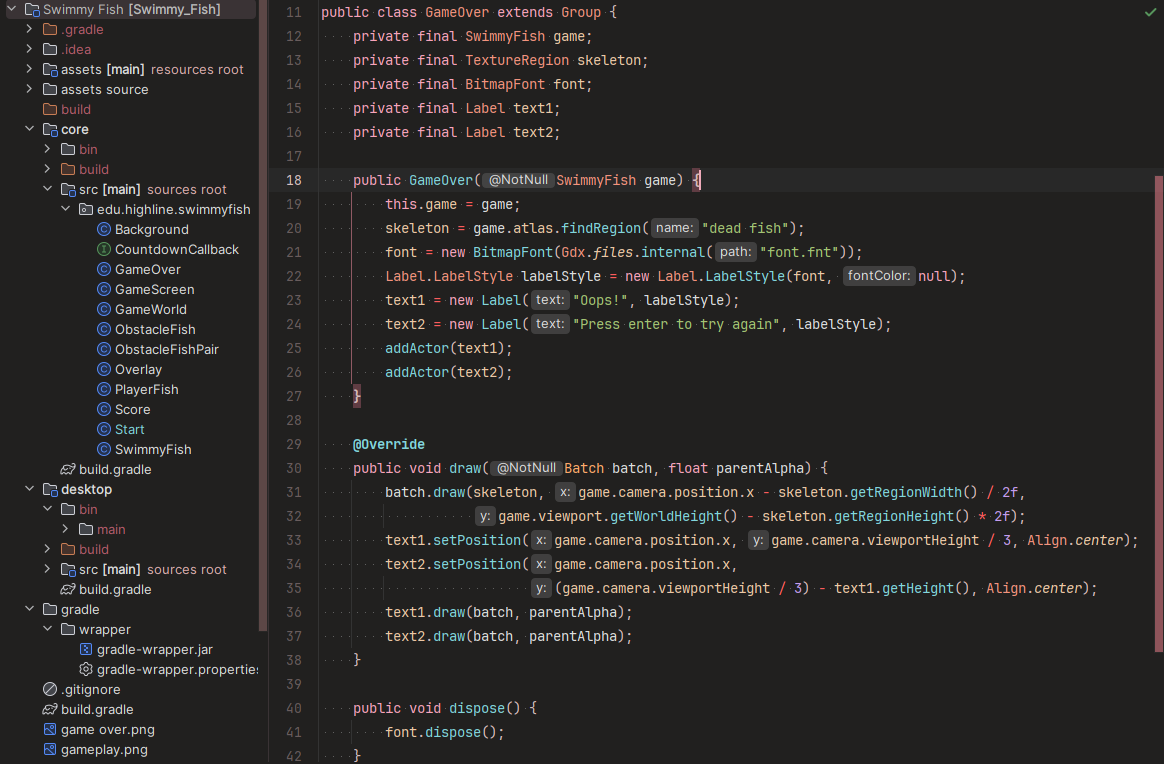 Swimmy Fish [Swimmy_Fish]
.gradle
.idea
assets [main] resources root
assets source
build
core
bin
build
src [main] sources root
edu.highline.swimmyfish
Background
CountdownCallback
GameOver
GameScreen
GameWorld
ObstacleFish
ObstacleFishPair
Overlay
PlayerFish
Score
Start
SwimmyFish
build.gradle
desktop
bin
main
build
src [main] sources root
build.gradle
gradle
wrapper
gradle-wrapper.jar
gradle-wrapper.properties
.gitignore
build.gradle
game over.png
gameplay.png
11 public class GameOver extends Group {
12 private final SwimmyFish game;
13 private final TextureRegion skeleton;
14 private final BitmapFont font;
15 private final Label text1;
16 private final Label text2;
17
18 public GameOver( @NotNull SwimmyFish game) {
19 this.game = game;
20 skeleton = game.atlas.findRegion( name: "dead fish");
21 font = new BitmapFont(Gdx.files.internal( path: "font.fnt"));
22 Label.LabelStyle labelStyle = new Label.LabelStyle(font, fontColor: null);
23 text1 = new Label( text: "Oops!", labelStyle);
24 text2 = new Label( text: "Press enter to try again", labelStyle);
25 addActor(text1);
26 addActor(text2);
27 }
28
29 @Override
30 public void draw( @NotNull Batch batch, float parentAlpha) {
31 batch.draw(skeleton, x: game.camera.position.x - skeleton.getRegionWidth() / 2f,
32 y: game.viewport.getWorldHeight() - skeleton.getRegionHeight() * 2f);
33 text1.setPosition( x: game.camera.position.x, y: game.camera.viewportHeight / 3, Align.center);
34 text2.setPosition( x: game.camera.position.x,
35 y: (game.camera.viewportHeight / 3) - text1.getHeight(), Align.center);
36 text1.draw(batch, parentAlpha);
37 text2.draw(batch, parentAlpha);
38 }
39
40 public void dispose() {
41 font.dispose();
42 }